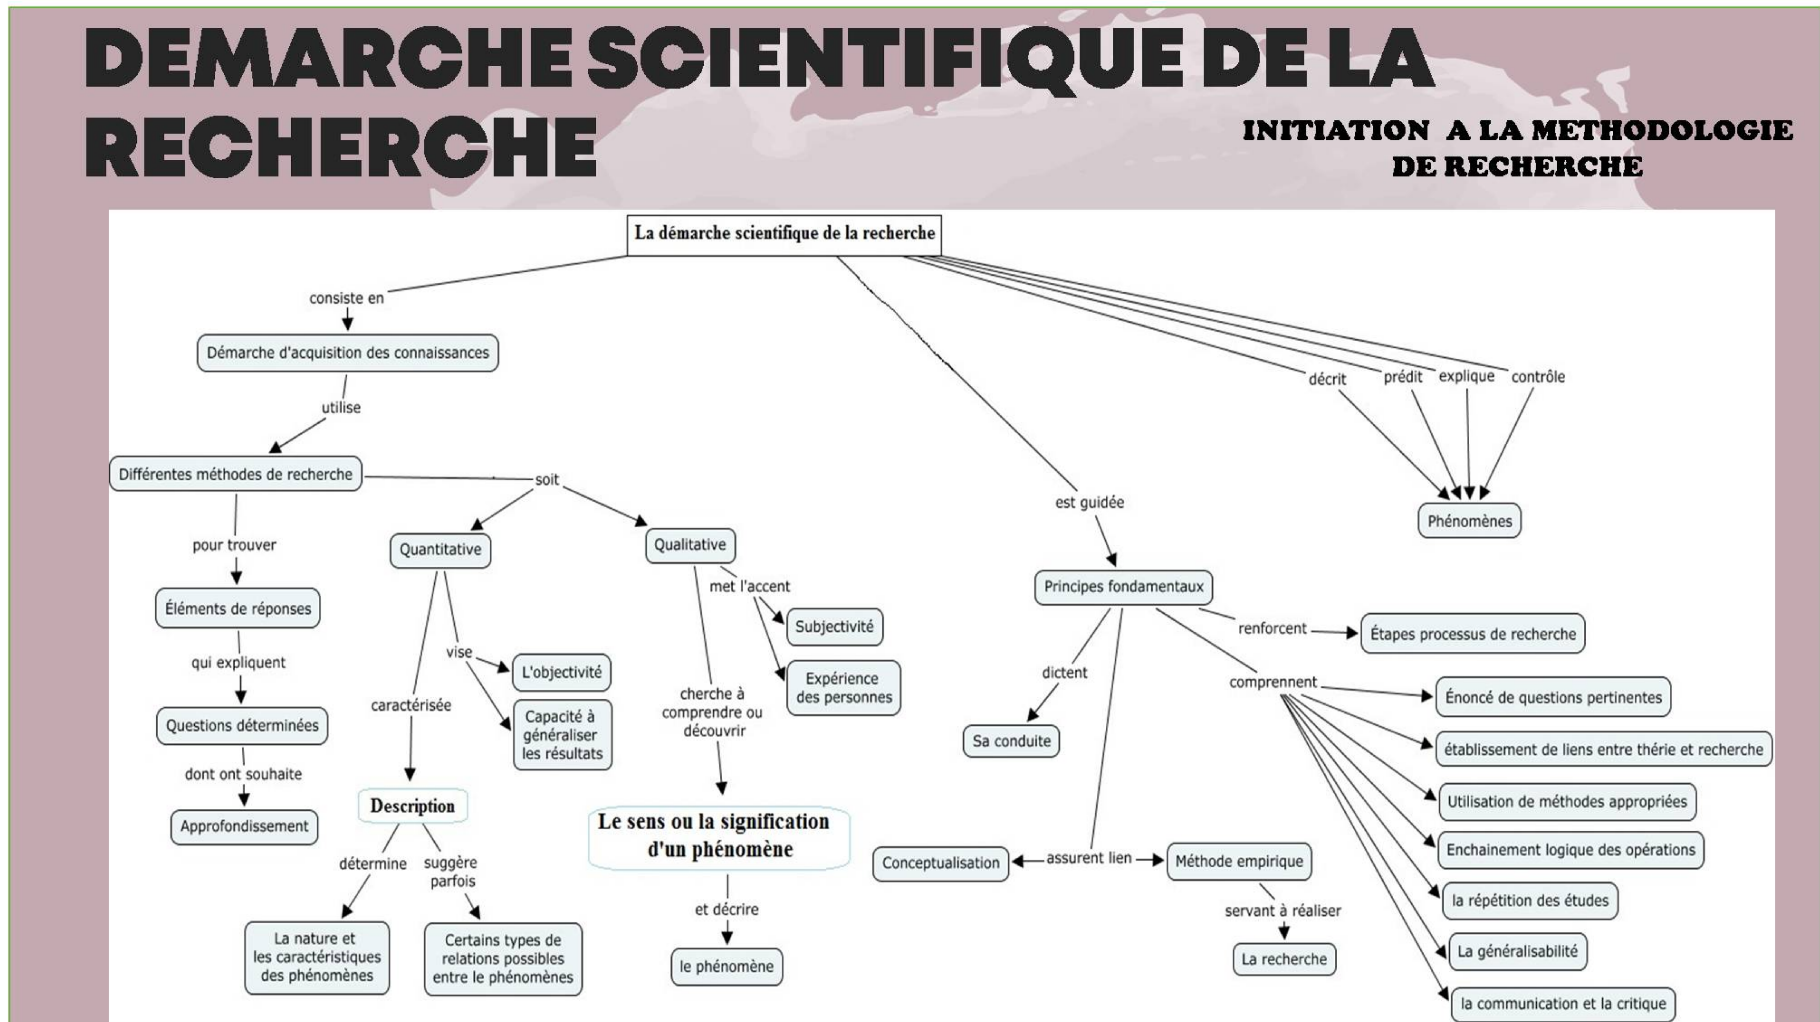 DEMARCHE SCIENTIFIQUE DE LA
RECHERCHE
INITIATION A LA METHODOLOGIE
DE RECHERCHE
La démarche scientifique de la recherche
consiste en
Démarche d'acquisition des connaissances
utilise
Différentes méthodes de recherche
soit
pour trouver
Éléments de réponses
qui expliquent
Questions déterminées
dont ont souhaite
Approfondissement
Quantitative
caractérisée
vise
L'objectivité
Capacité à
généraliser
les résultats
Description
détermine
suggère
parfois
La nature et
les caractéristiques
des phénomènes
Certains types de
relations possibles
entre le phénomènes
Qualitative
met l'accent
Subjectivité
Expérience
des personnes
cherche à
comprendre ou
découvrir
Le sens ou la signification
d'un phénomène
et décrire
le phénomène
est guidée
Principes fondamentaux
dictent
Sa conduite
assurent lien
Conceptualisation
Méthode empirique
servant à réaliser
La recherche
renforcent
Étapes processus de recherche
comprennent
Énoncé de questions pertinentes
établissement de liens entre thérie et recherche
Utilisation de méthodes appropriées
Enchainement logique des opérations
la répétition des études
La généralisabilité
la communication et la critique
décrit
prédit
explique
contrôle
Phénomènes